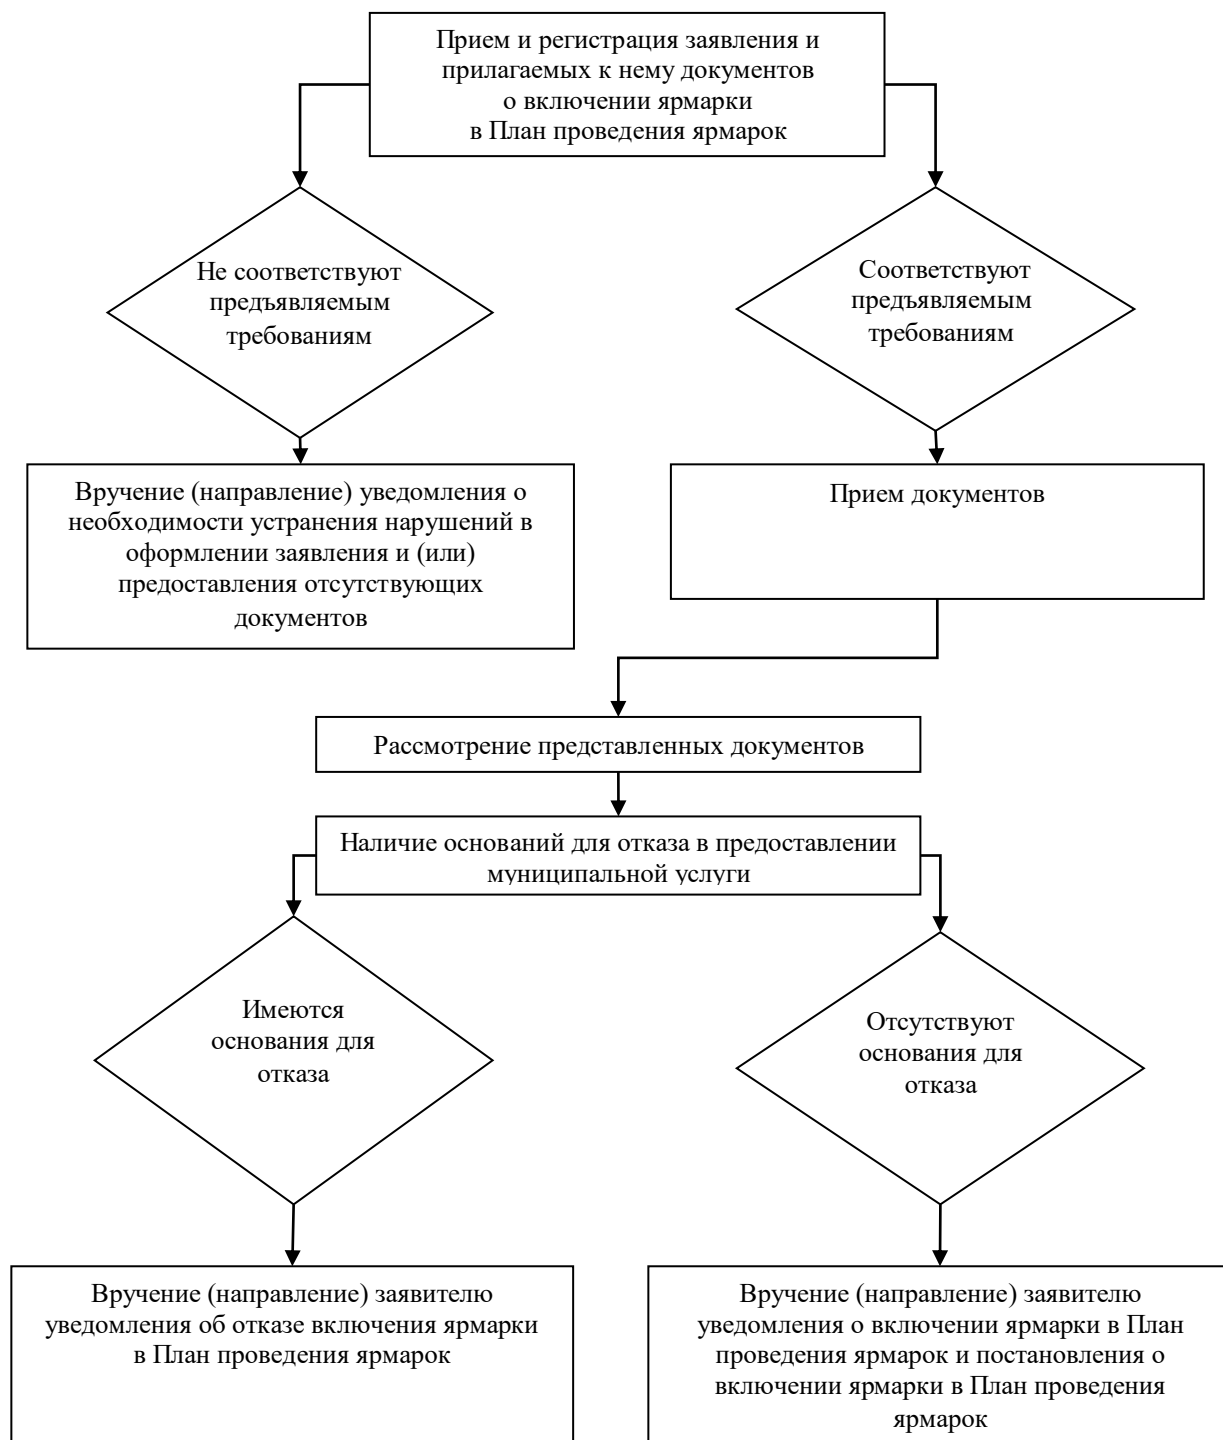 Прием и регистрация заявления и
прилагаемых к нему документов
о включении ярмарки
в План проведения ярмарок
Не соответствуют
предъявляемым
требованиям
Соответствуют
предъявляемым
требованиям
Вручение (направление) уведомления о
необходимости устранения нарушений в
оформлении заявления и (или)
предоставления отсутствующих
документов
Прием документов
Рассмотрение представленных документов
Наличие оснований для отказа в предоставлении
муниципальной услуги
Имеются
основания для
отказа
Отсутствуют
основания для
отказа
Вручение (направление) заявителю
уведомления об отказе включения ярмарки
в План проведения ярмарок
Вручение (направление) заявителю
уведомления о включении ярмарки в План
проведения ярмарок и постановления о
включении ярмарки в План проведения
ярмарок